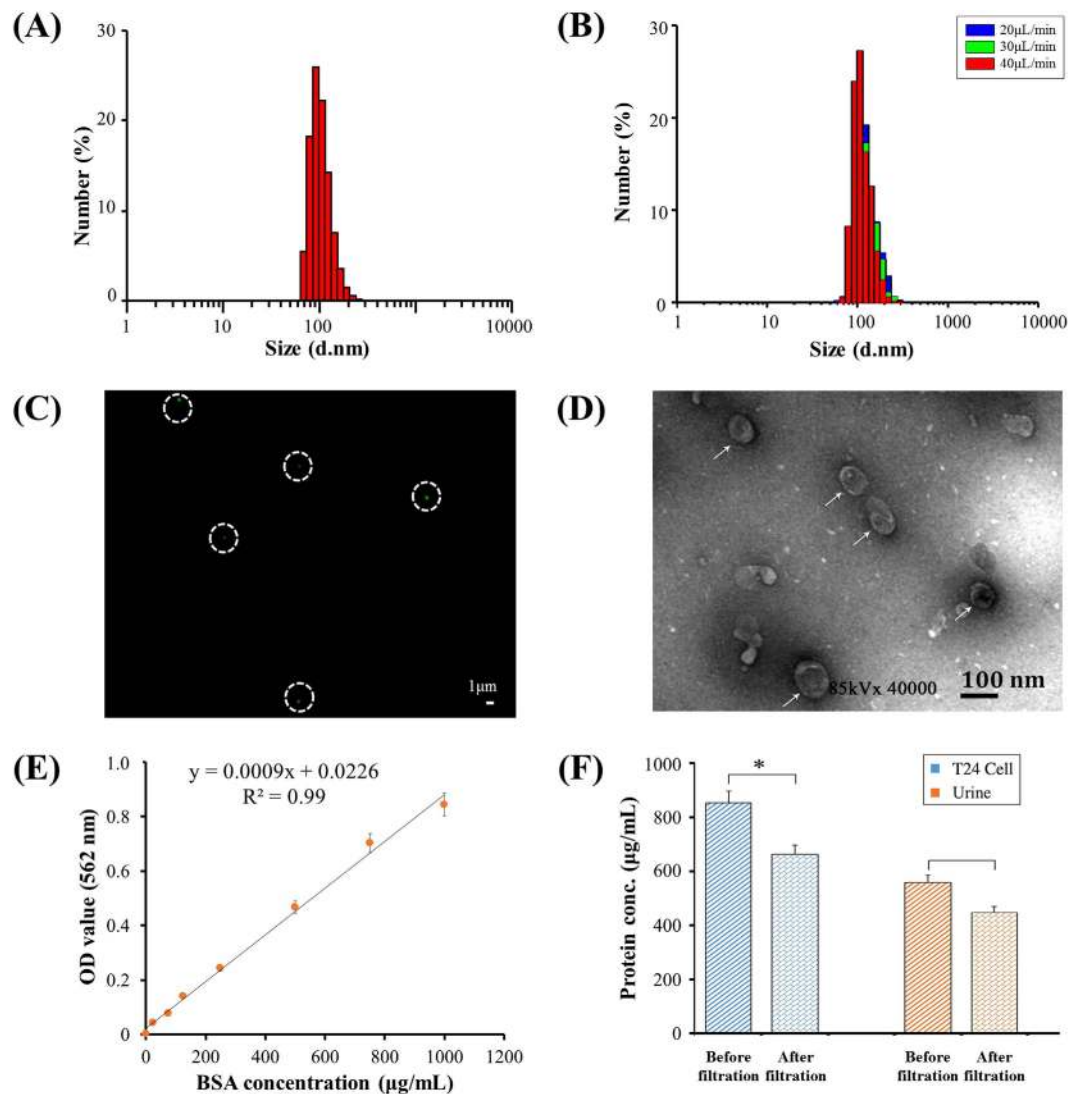 (A)
30
20
10
0
Number (%)
1
10
100
10000
Size (d.nm)
(B)
20μL/min
30μL/min
40μL/min
30
20
10
0
Number (%)
1
10
100
1000
10000
Size (d.nm)
(C)
1μm
(D)
85kVx 40000
100 nm
(E)
y = 0.0009x + 0.0226
R² = 0.99
1.0
0.8
0.6
0.4
0.2
0
OD value (562 nm)
0
200
400
600
800
1000
1200
BSA concentration (μg/mL)
(F)
T24 Cell
Urine
*
1000
800
600
400
200
0
Protein conc. (μg/mL)
Before
filtration
After
filtration
Before
filtration
After
filtration